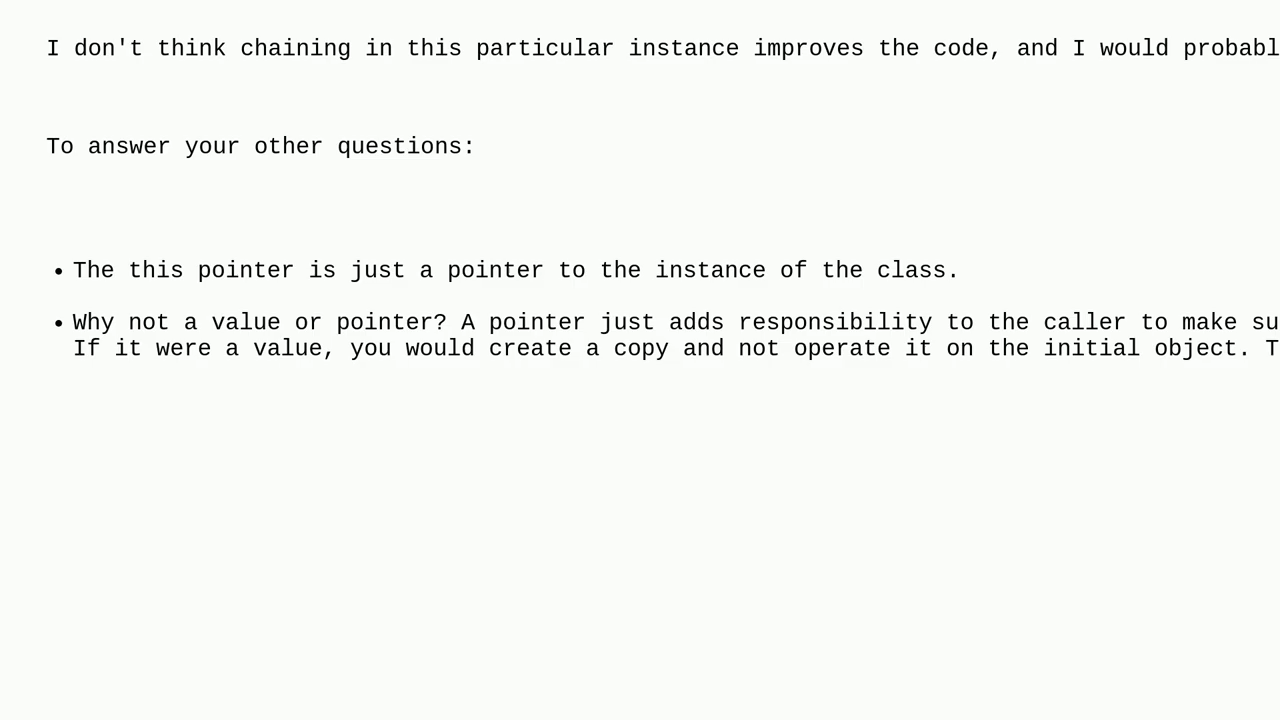 I don't think chaining in this particular instance improves the code, and I would
To answer your other questions:
• The this pointer is just a pointer to the instance of the class.
• Why not a value or pointer? A pointer just adds responsibility to the caller to make
If it were a value, you would create a copy and not operate it on the initial object.